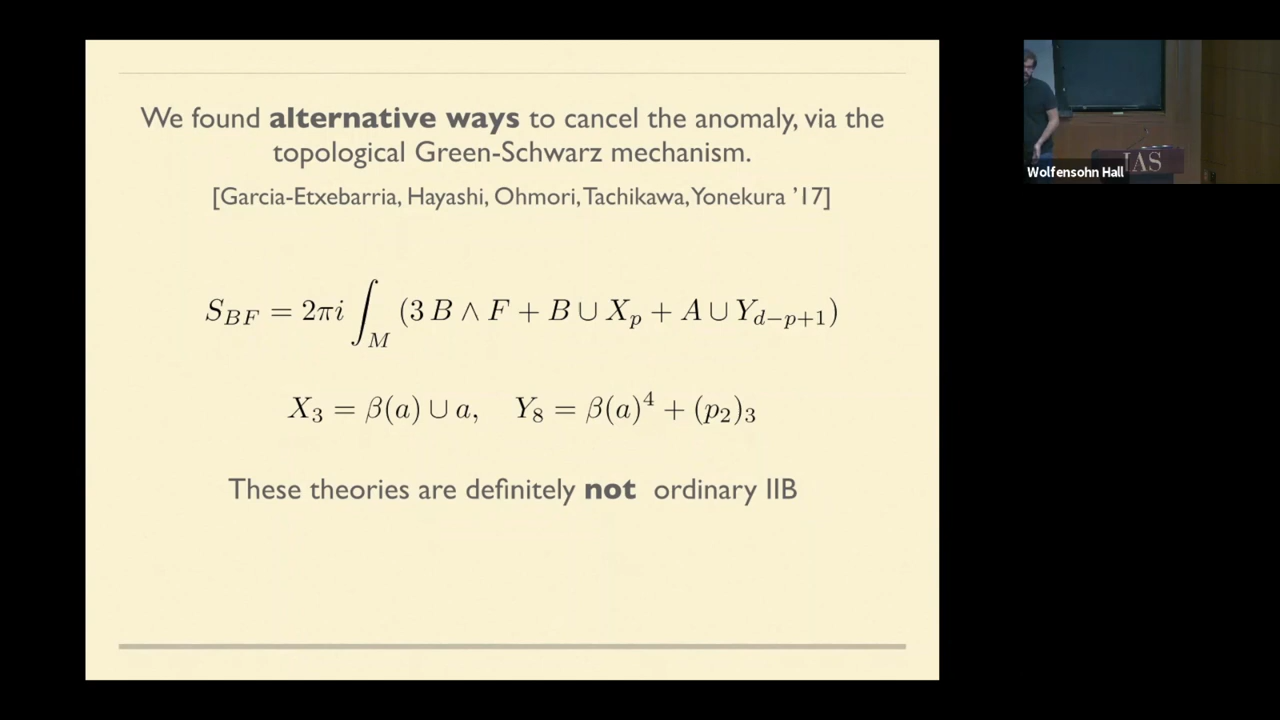 We found alternative ways to cancel the anomaly, via the
topological Green-Schwarz mechanism.
[Garcia-Etxebarria, Hayashi, Ohmori, Tachikawa, Yonekura ’17]
S_{BF} = 2πi ∫_M (3 B ∧ F + B ∪ X_p + A ∪ Y_{d−p+1})
X_3 = β(a) ∪ a, Y_8 = β(a)^4 + (p_2)_3
These theories are definitely not ordinary IIB
IAS
Wolfensohn Hall